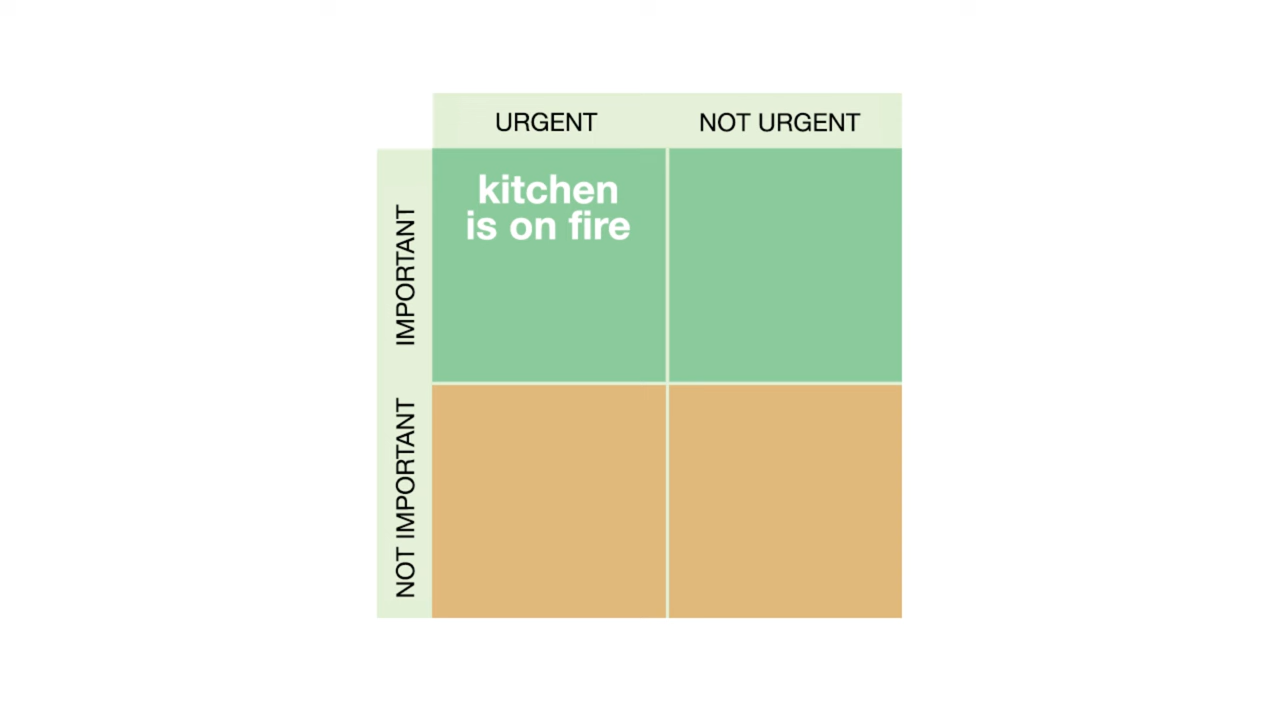 URGENT
NOT URGENT
IMPORTANT
kitchen
is on fire
NOT IMPORTANT